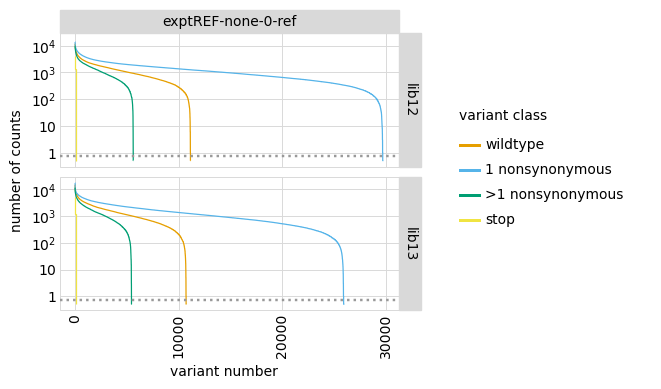 exptREF-none-0-ref
number of counts
10⁴
10³
10²
10
1
lib12
10⁴
10³
10²
10
1
lib13
0
10000
20000
30000
variant number
variant class
wildtype
1 nonsynonymous
>1 nonsynonymous
stop